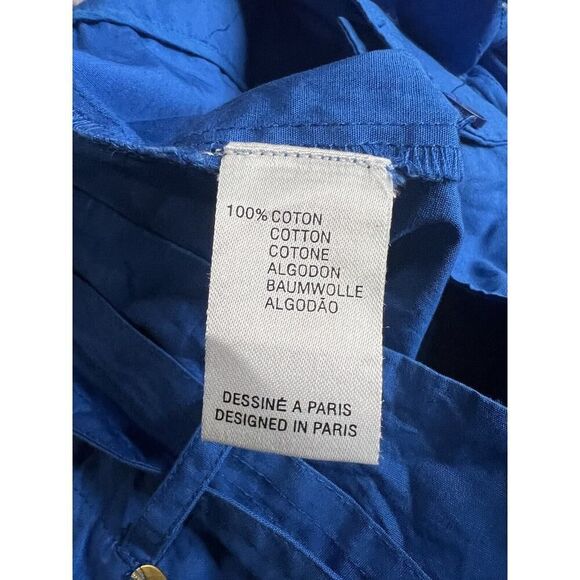 100% COTON
COTTON
COTONE
ALGODON
BAUMWOLLE
ALGODÃO
DESSINÉ A PARIS
DESIGNED IN PARIS